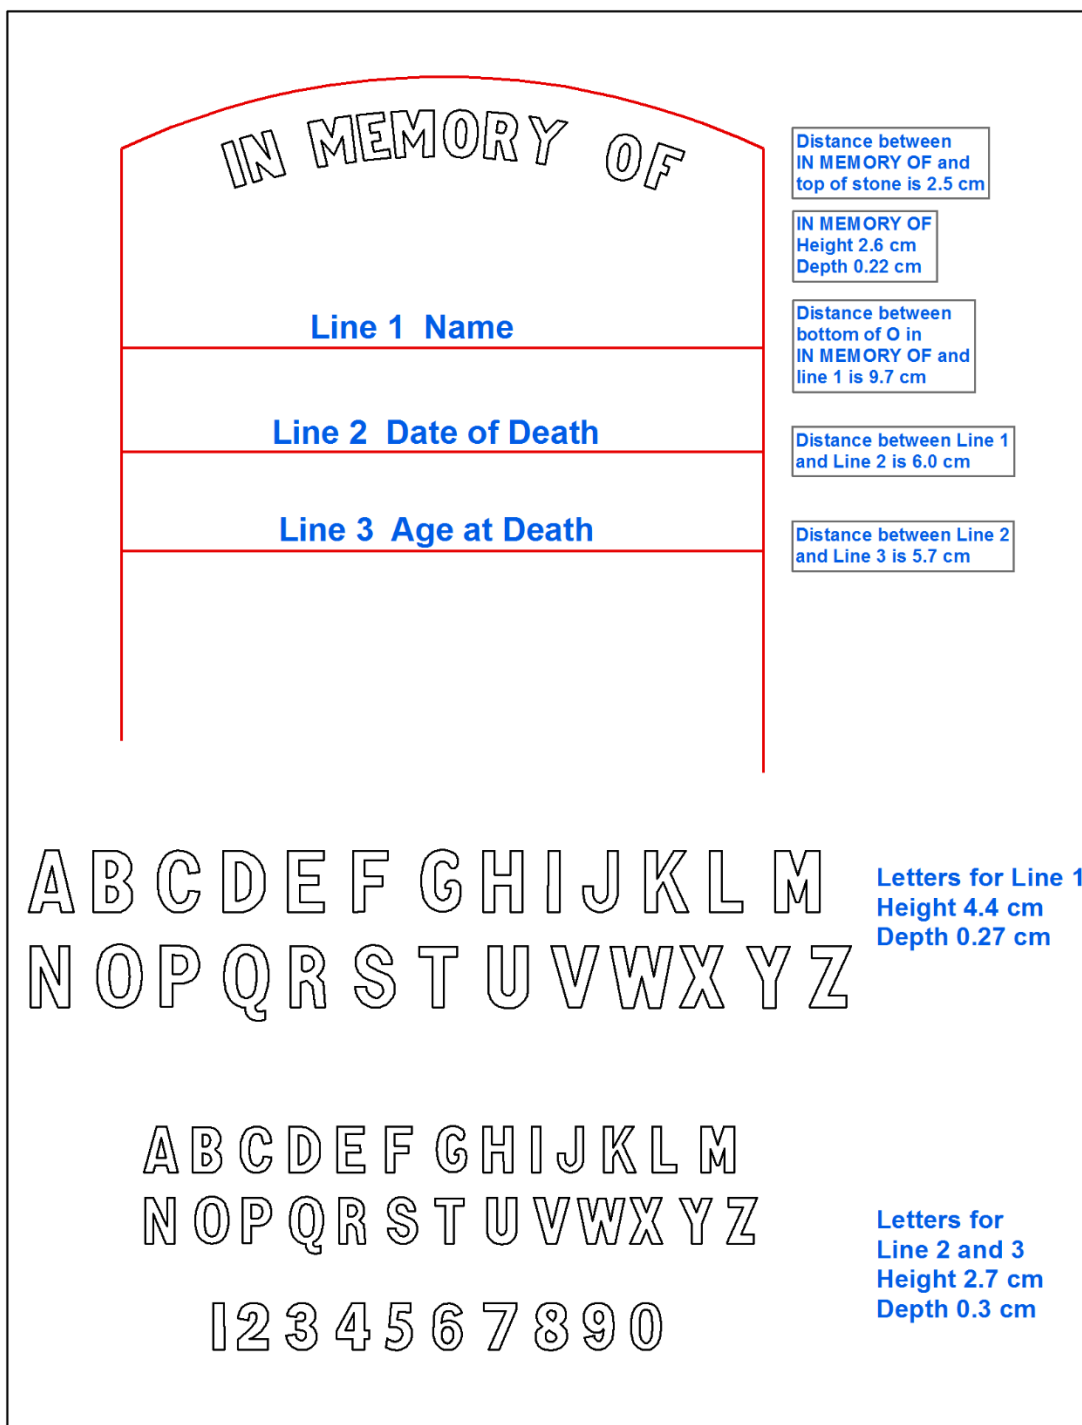 IN MEMORY OF
Distance between
IN MEMORY OF and
top of stone is 2.5 cm
IN MEMORY OF
Height 2.6 cm
Depth 0.22 cm
Distance between
bottom of O in
IN MEMORY OF and
line 1 is 9.7 cm
Line 1 Name
Line 2 Date of Death
Distance between Line 1
and Line 2 is 6.0 cm
Line 3 Age at Death
Distance between Line 2
and Line 3 is 5.7 cm
A B C D E F G H I J K L M
N O P Q R S T U V W X Y Z
Letters for Line 1
Height 4.4 cm
Depth 0.27 cm
A B C D E F G H I J K L M
N O P Q R S T U V W X Y Z
1 2 3 4 5 6 7 8 9 0
Letters for
Line 2 and 3
Height 2.7 cm
Depth 0.3 cm